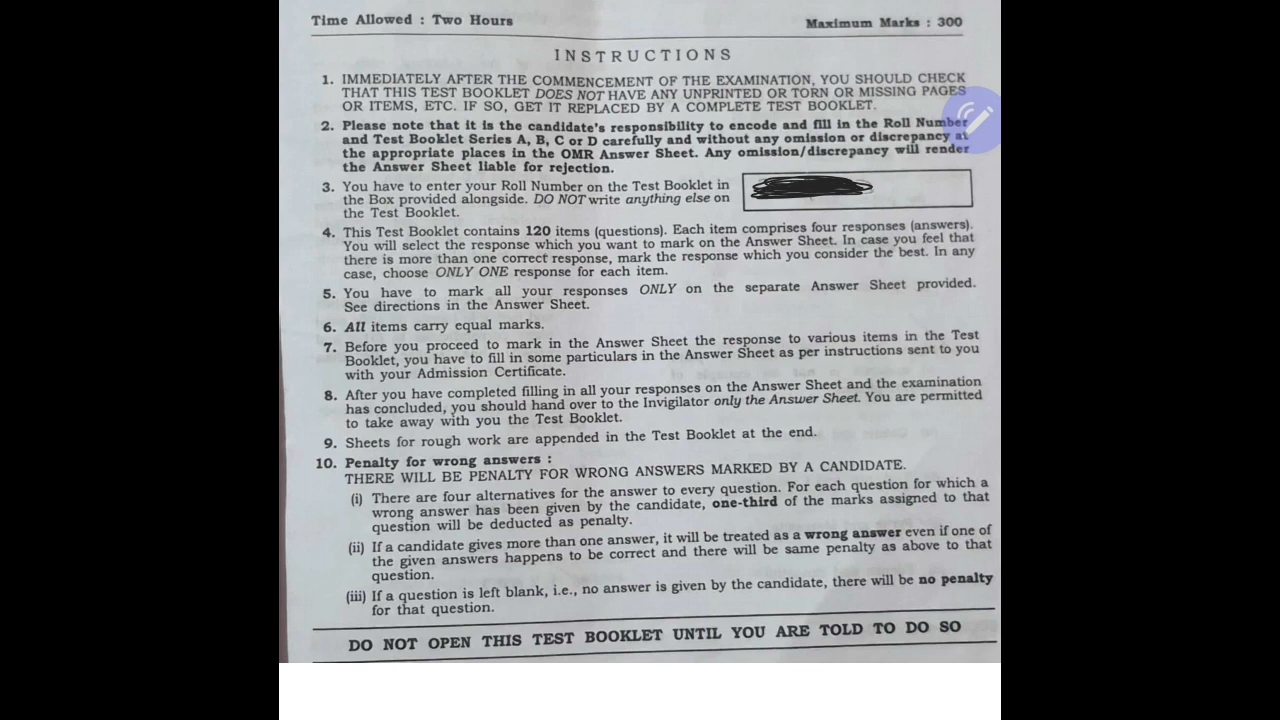 Time Allowed : Two Hours
Maximum Marks : 300
INSTRUCTIONS
1. IMMEDIATELY AFTER THE COMMENCEMENT OF THE EXAMINATION, YOU SHOULD CHECK
THAT THIS TEST BOOKLET DOES NOT HAVE ANY UNPRINTED OR TORN OR MISSING PAGES
OR ITEMS, ETC. IF SO, GET IT REPLACED BY A COMPLETE TEST BOOKLET.
2. Please note that it is the candidate's responsibility to encode and fill in the Roll Number
and Test Booklet Series A, B, C or D carefully and without any omission or discrepancy at
the appropriate places in the OMR Answer Sheet. Any omission/discrepancy will render
the Answer Sheet liable for rejection.
3. You have to enter your Roll Number on the Test Booklet in
the Box provided alongside. DO NOT write anything else on
the Test Booklet.
4. This Test Booklet contains 120 items (questions). Each item comprises four responses (answers).
You will select the response which you want to mark on the Answer Sheet. In case you feel that
there is more than one correct response, mark the response which you consider the best. In any
case, choose ONLY ONE response for each item.
5. You have to mark all your responses ONLY on the separate Answer Sheet provided.
See directions in the Answer Sheet.
6. All items carry equal marks.
7. Before you proceed to mark in the Answer Sheet the response to various items in the Test
Booklet, you have to fill in some particulars in the Answer Sheet as per instructions sent to you
with your Admission Certificate.
8. After you have completed filling in all your responses on the Answer Sheet and the examination
has concluded, you should hand over to the Invigilator only the Answer Sheet. You are permitted
to take away with you the Test Booklet.
9. Sheets for rough work are appended in the Test Booklet at the end.
10. Penalty for wrong answers :
THERE WILL BE PENALTY FOR WRONG ANSWERS MARKED BY A CANDIDATE.
(i) There are four alternatives for the answer to every question. For each question for which a
wrong answer has been given by the candidate, one-third of the marks assigned to that
question will be deducted as penalty.
(ii) If a candidate gives more than one answer, it will be treated as a wrong answer even if one of
the given answers happens to be correct and there will be same penalty as above to that
question.
(iii) If a question is left blank, i.e., no answer is given by the candidate, there will be no penalty
for that question.
DO NOT OPEN THIS TEST BOOKLET UNTIL YOU ARE TOLD TO DO SO